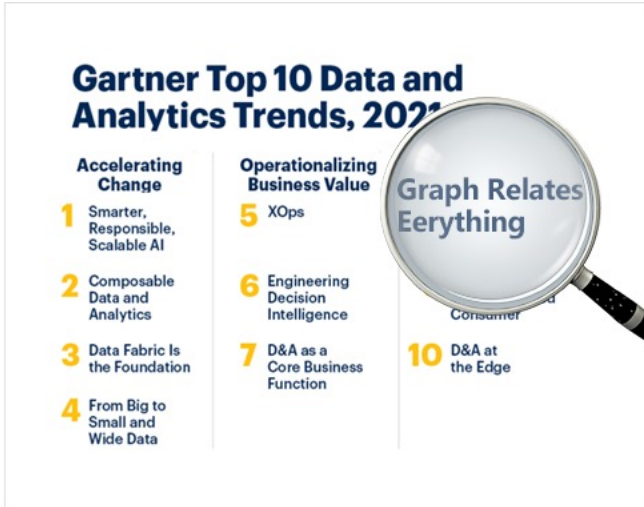 Gartner Top 10 Data and
Analytics Trends, 202
Accelerating
Change
1 Smarter,
Responsible,
Scalable AI
2 Composable
Data and
Analytics
3 Data Fabric Is
the Foundation
4 From Big to
Small and
Wide Data
Operationalizing
Business Value
5 XOps
6 Engineering
Decision
Intelligence
7 D&A as a
Core Business
Function
Graph Relates
Eerything
Consumer
10 D&A at
the Edge